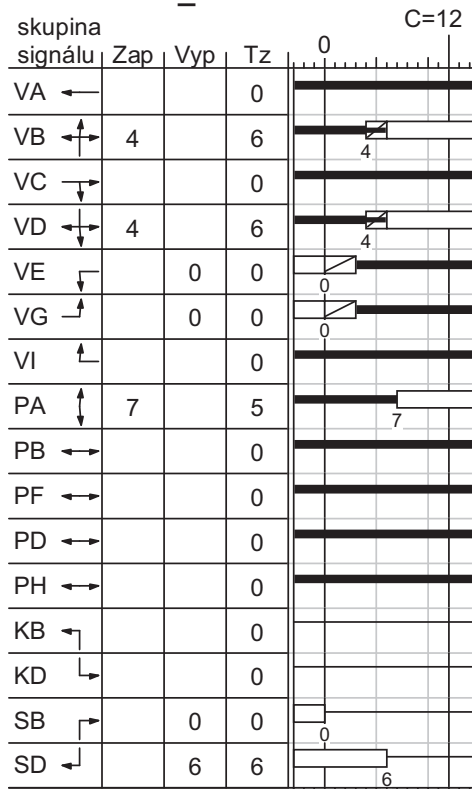 C=12
skupina
signálu Zap Vyp Tz 0
VA 0
VB 4 6 4
VC 0
VD 4 6 4
VE 0 0 0
VG 0 0 0
VI 0
PA 7 5 7
PB 0
PF 0
PD 0
PH 0
KB 0
KD 0
SB 0 0 0
SD 6 6 6